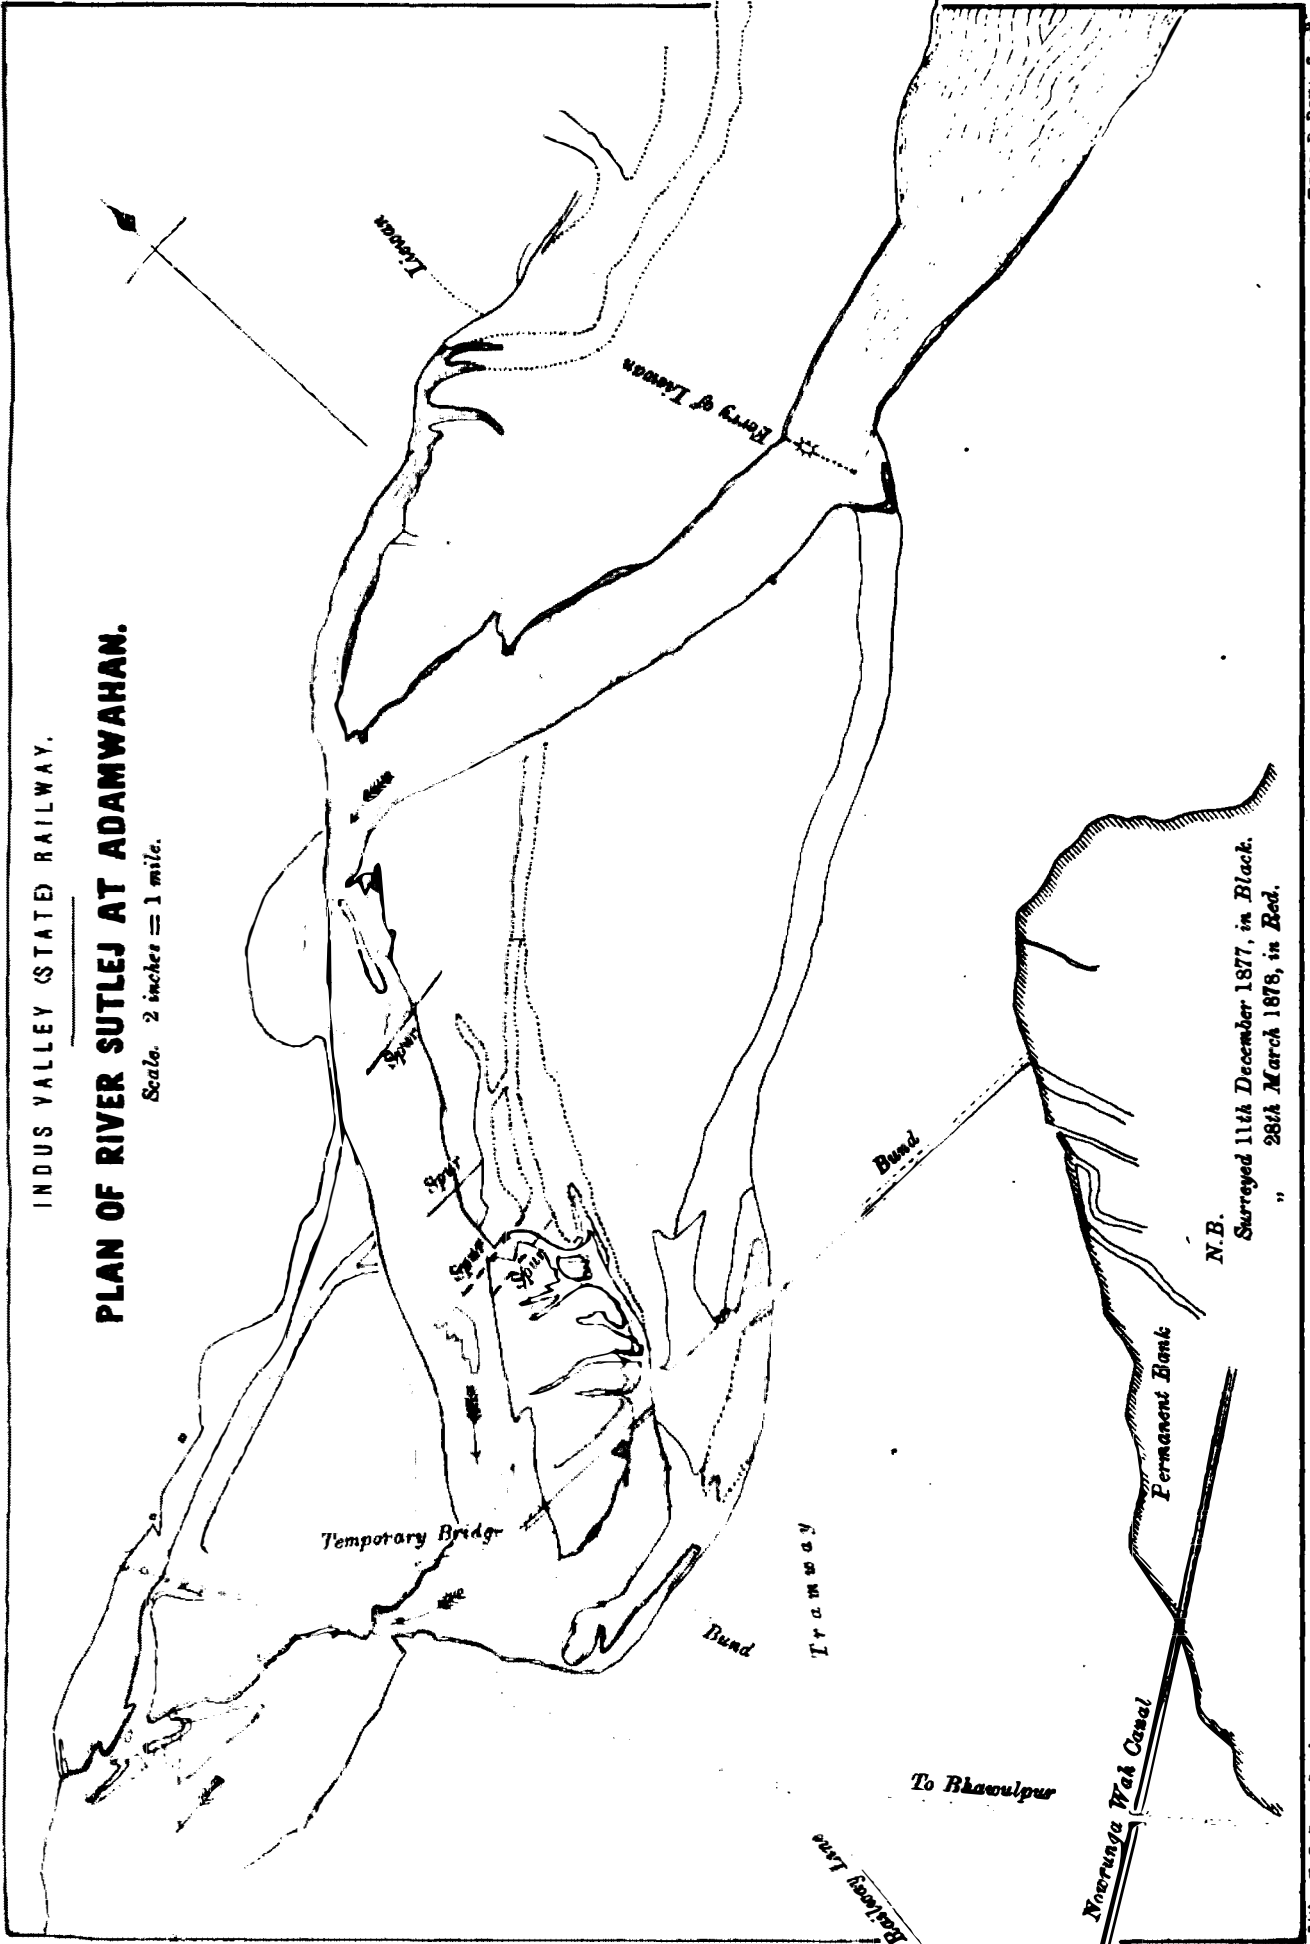 INDUS VALLEY (STATE) RAILWAY.
PLAN OF RIVER SUTLEJ AT ADAMWAHAN.
Scale. 2 inches = 1 mile.
Liewan
Ferry of Liewan
Spur
Spur
Spur
Spur
Bund
Temporary Bridge
Bund
Tramway
To Bhawulpur
Railway Line
Nowrunga Wah Canal
Permanent Bank
N.B.
Surveyed 11th December 1877, in Black.
„ 28th March 1878, in Red.